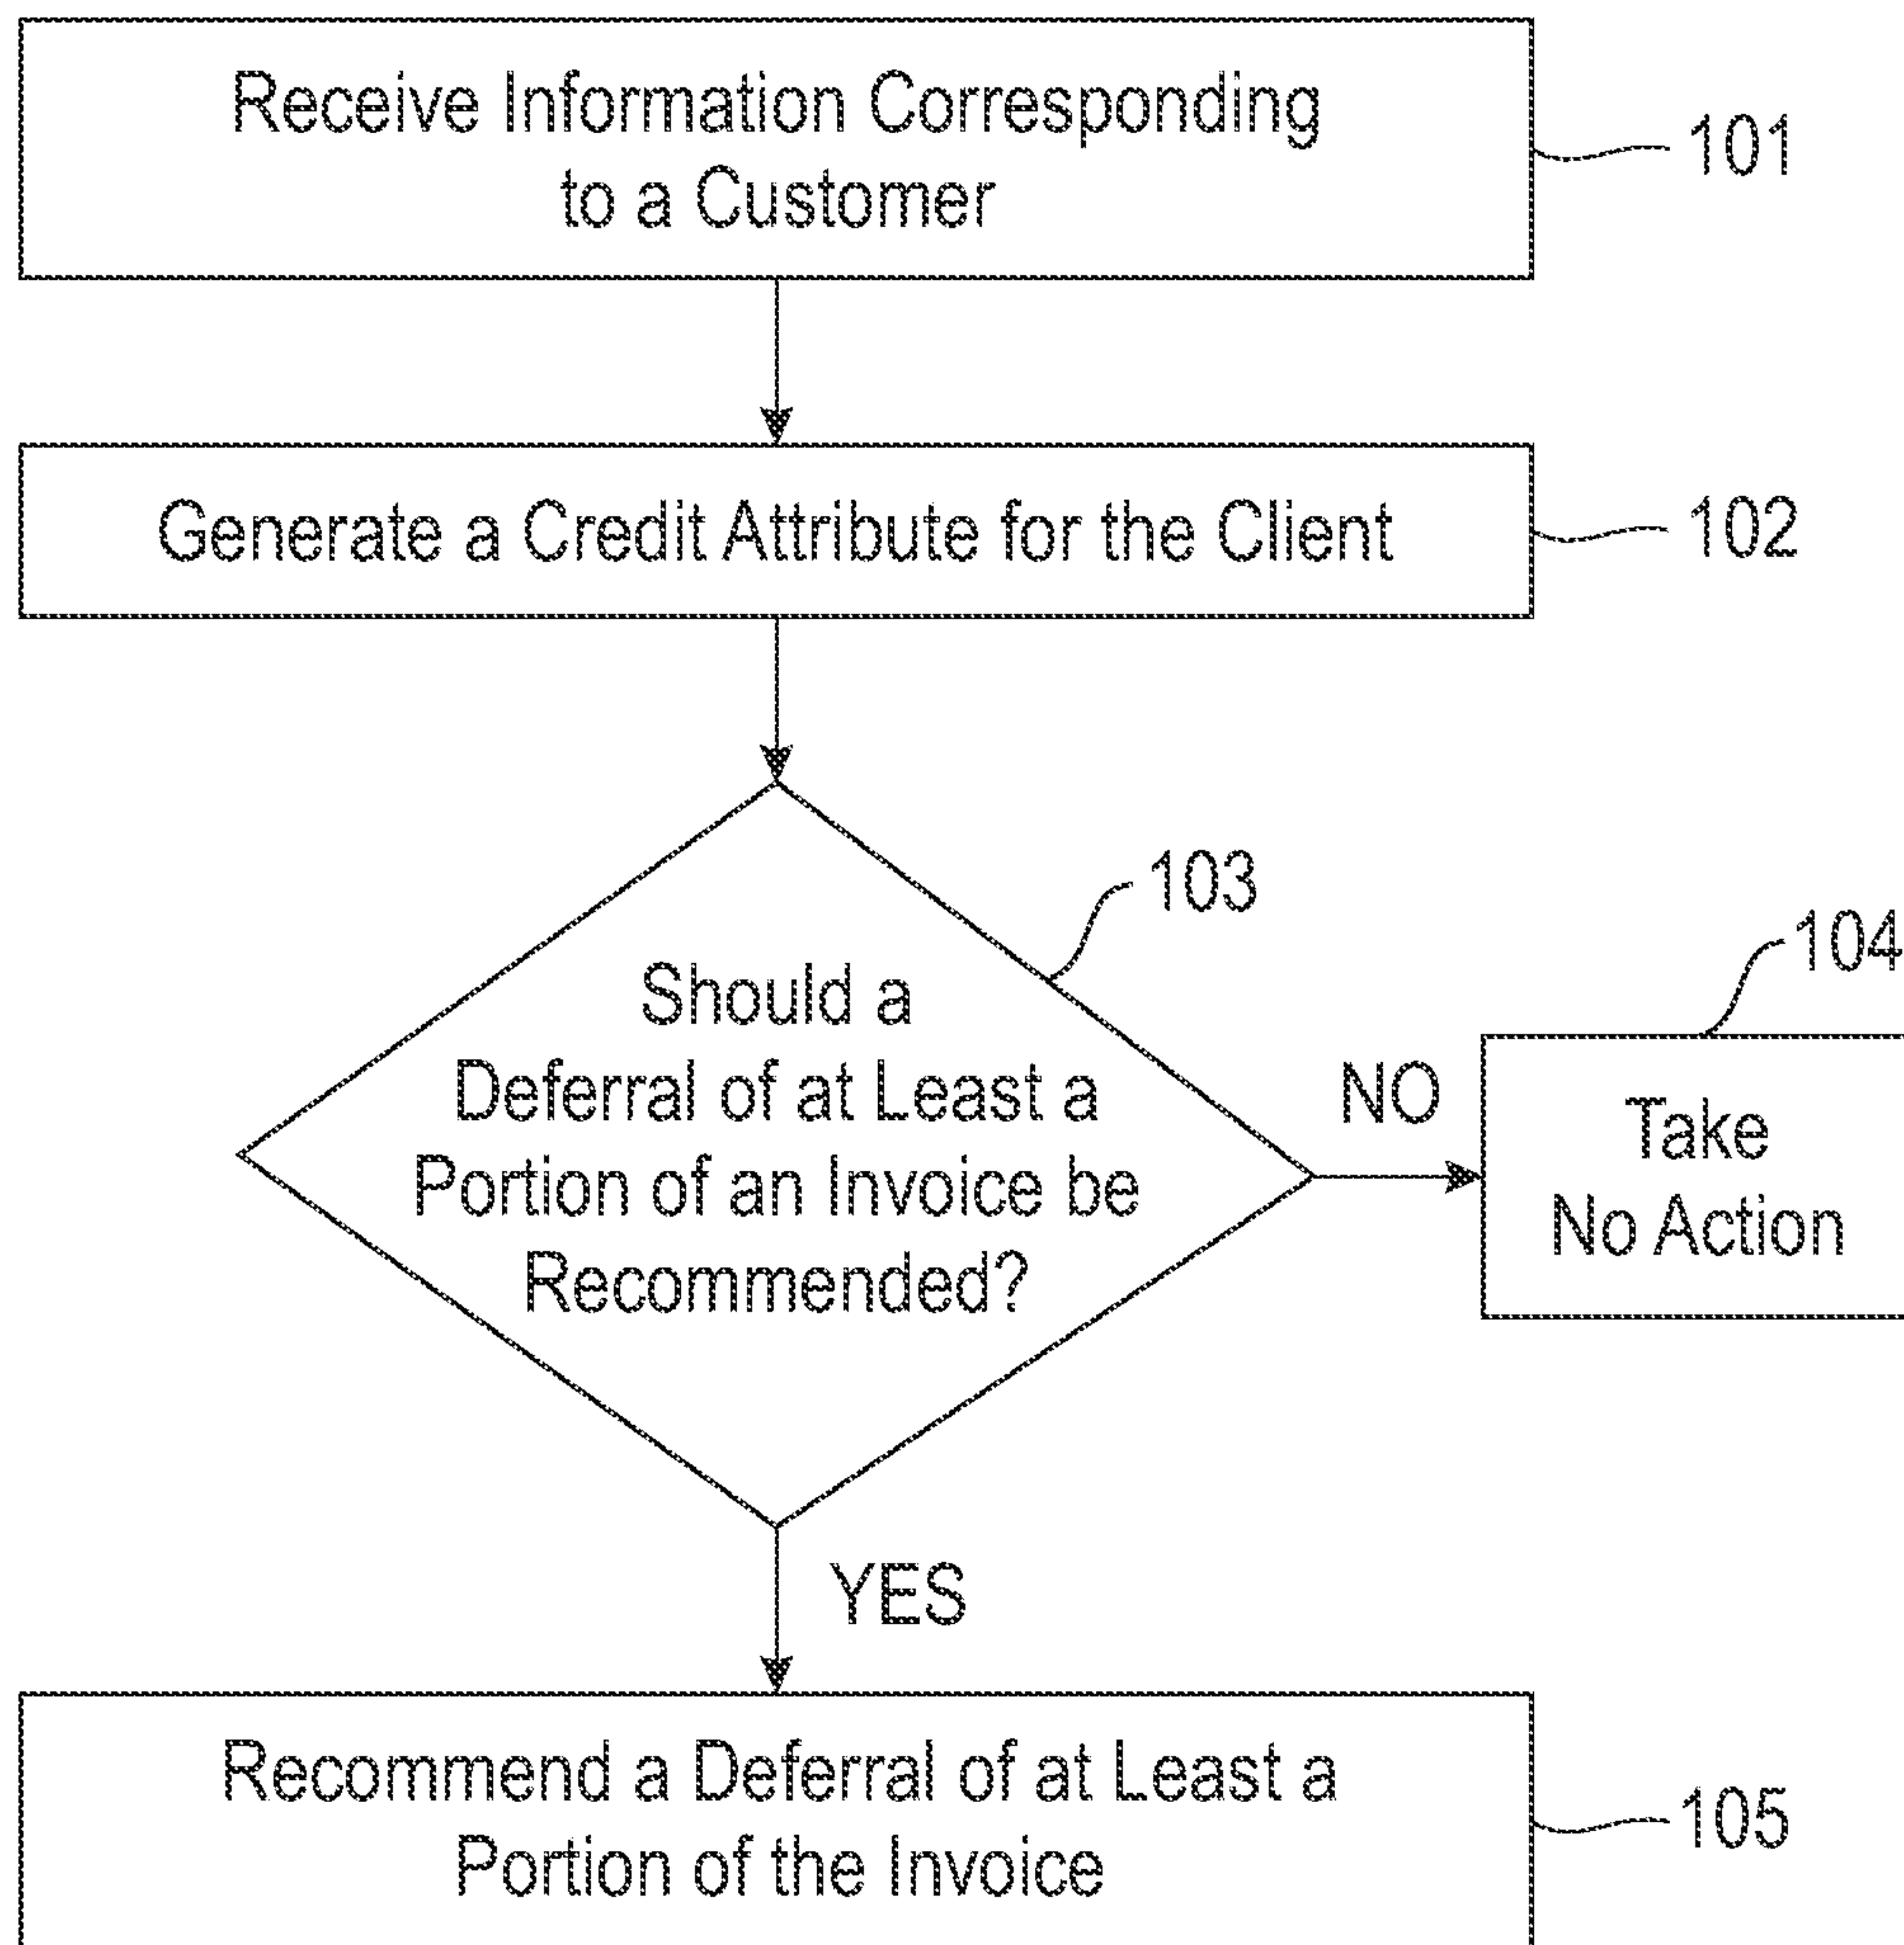 Receive Information Corresponding
to a Customer
101
Generate a Credit Attribute for the Client
102
103
Should a
Deferral of at Least a
Portion of an Invoice be
Recommended?
NO
104
Take
No Action
YES
Recommend a Deferral of at Least a
Portion of the Invoice
105